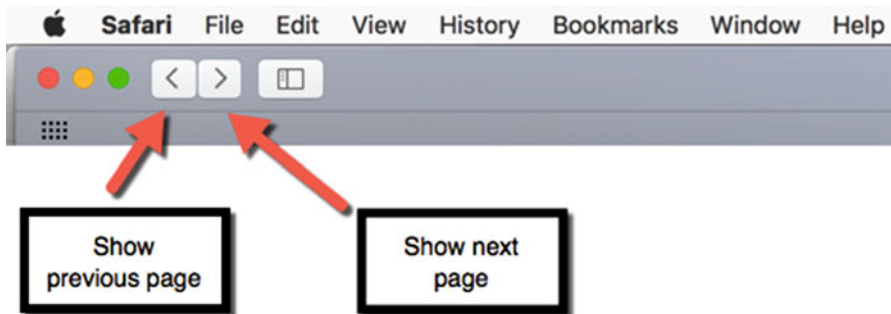 Safari File Edit View History Bookmarks Window Help
Show
previous page
Show next
page